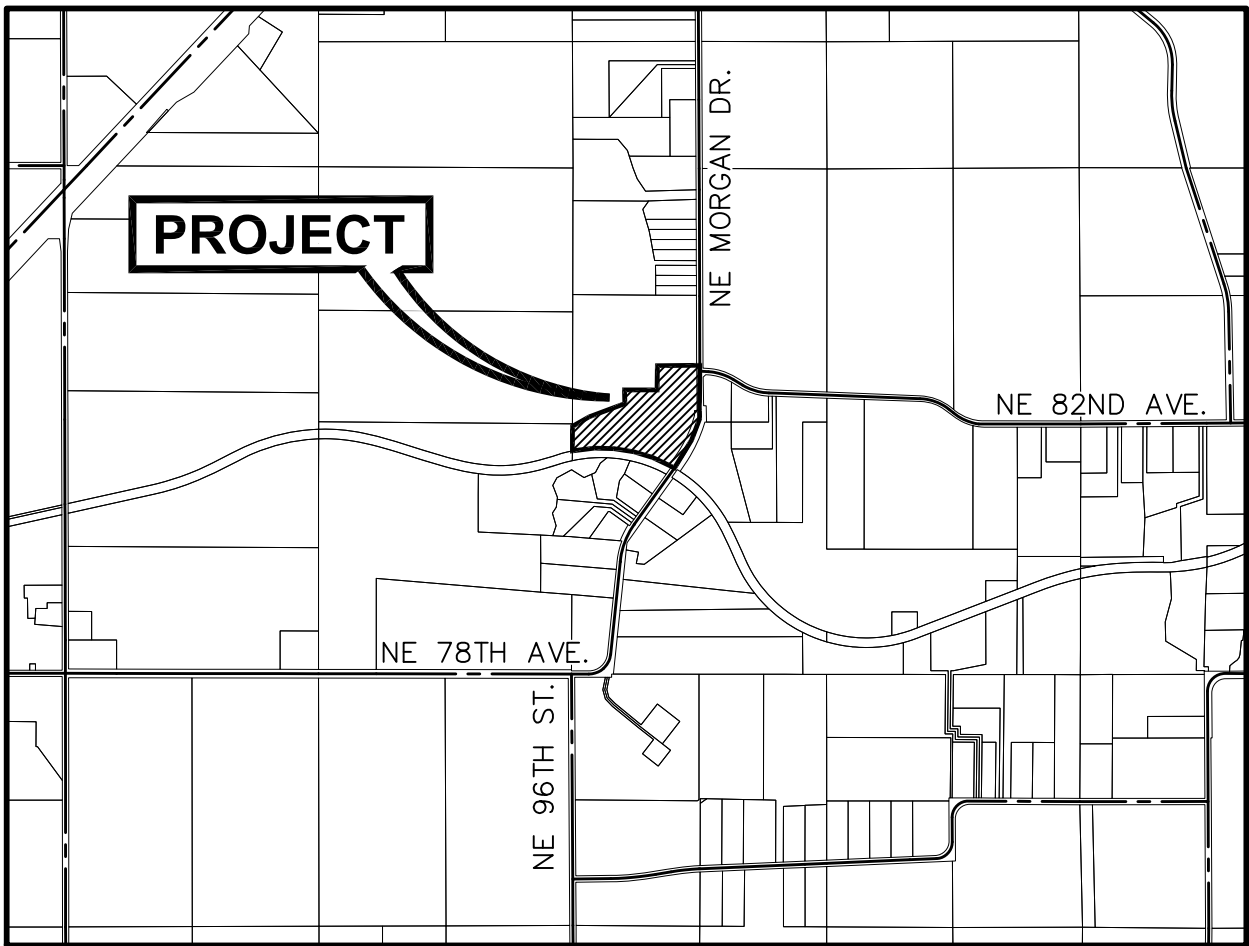 NE MORGAN DR.
PROJECT
NE 82ND AVE.
NE 78TH AVE.
NE 96TH ST.